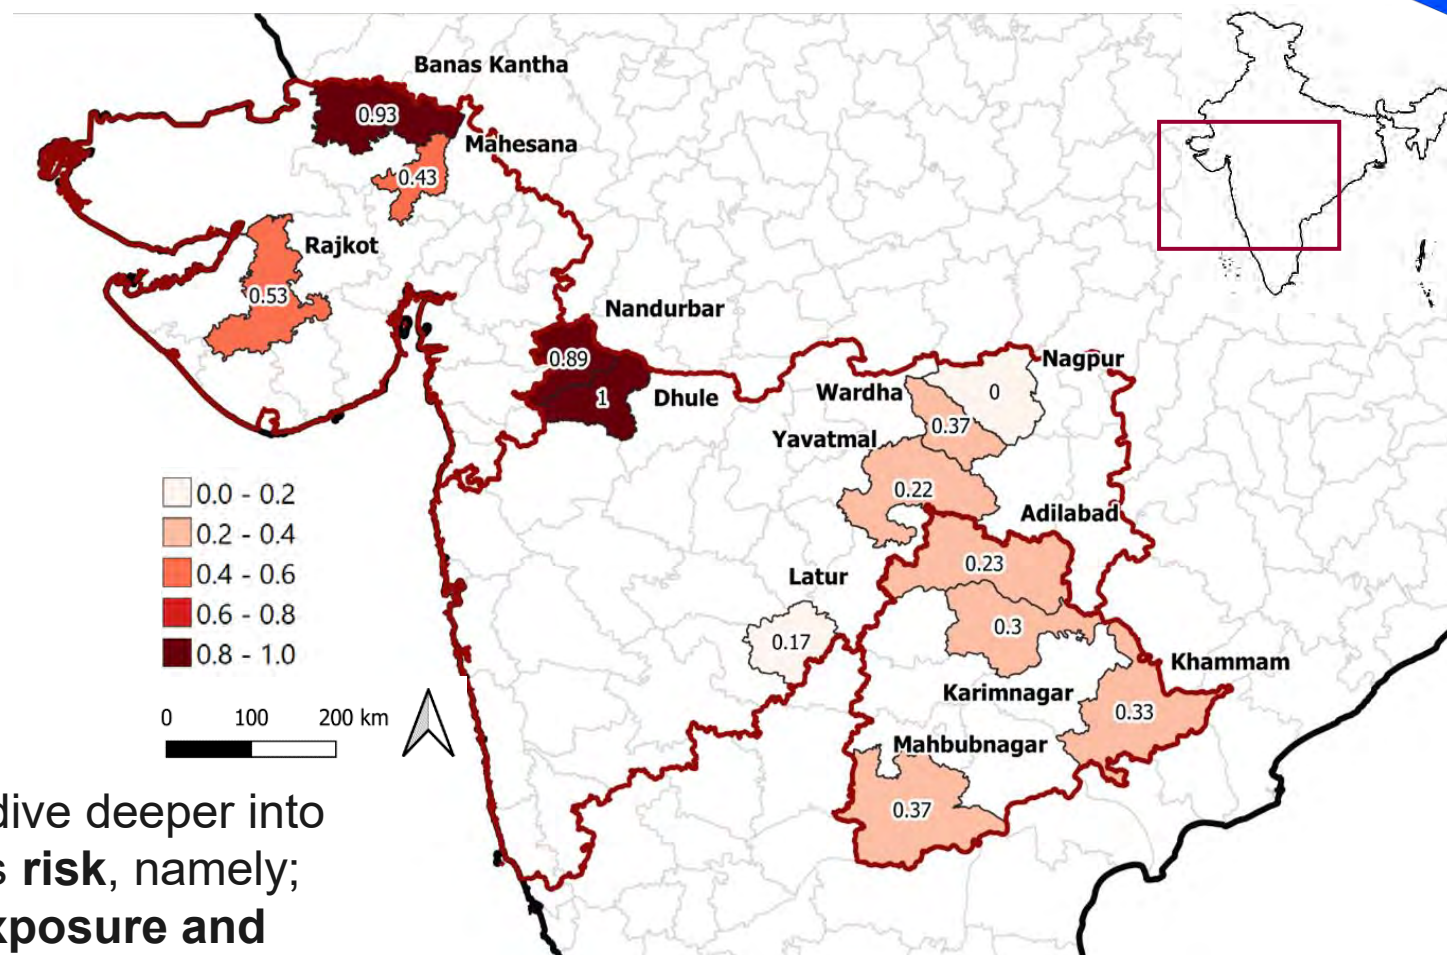 Banas Kantha
0.93
Mahesana
0.43
Rajkot
0.53
Nandurbar
0.89
1
Dhule
Nagpur
0
Wardha
0.37
Yavatmal
0.22
Adilabad
0.23
Latur
0.17
0.3
Karimnagar
Khammam
0.33
Mahbubnagar
0.37
0.0 - 0.2
0.2 - 0.4
0.4 - 0.6
0.6 - 0.8
0.8 - 1.0
0 100 200 km
dive deeper into
s risk, namely;
xposure and